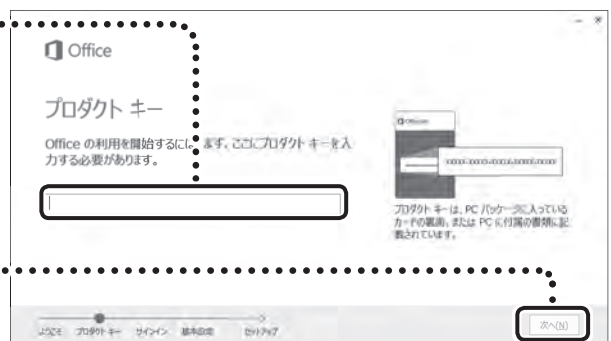 Office
プロダクト キー
Office の利用を開始するには、まず、ここにプロダクト キーを入
力する必要があります。
Office
XXXXX-XXXXX-XXXXX-XXXXX-XXXXX
プロダクト キーは、PC パッケージに入っている
カードの裏面、または PC に付属の書類に記
載されています。
ようこそ プロダクト キー サインイン 基本設定 セットアップ
次へ(N)